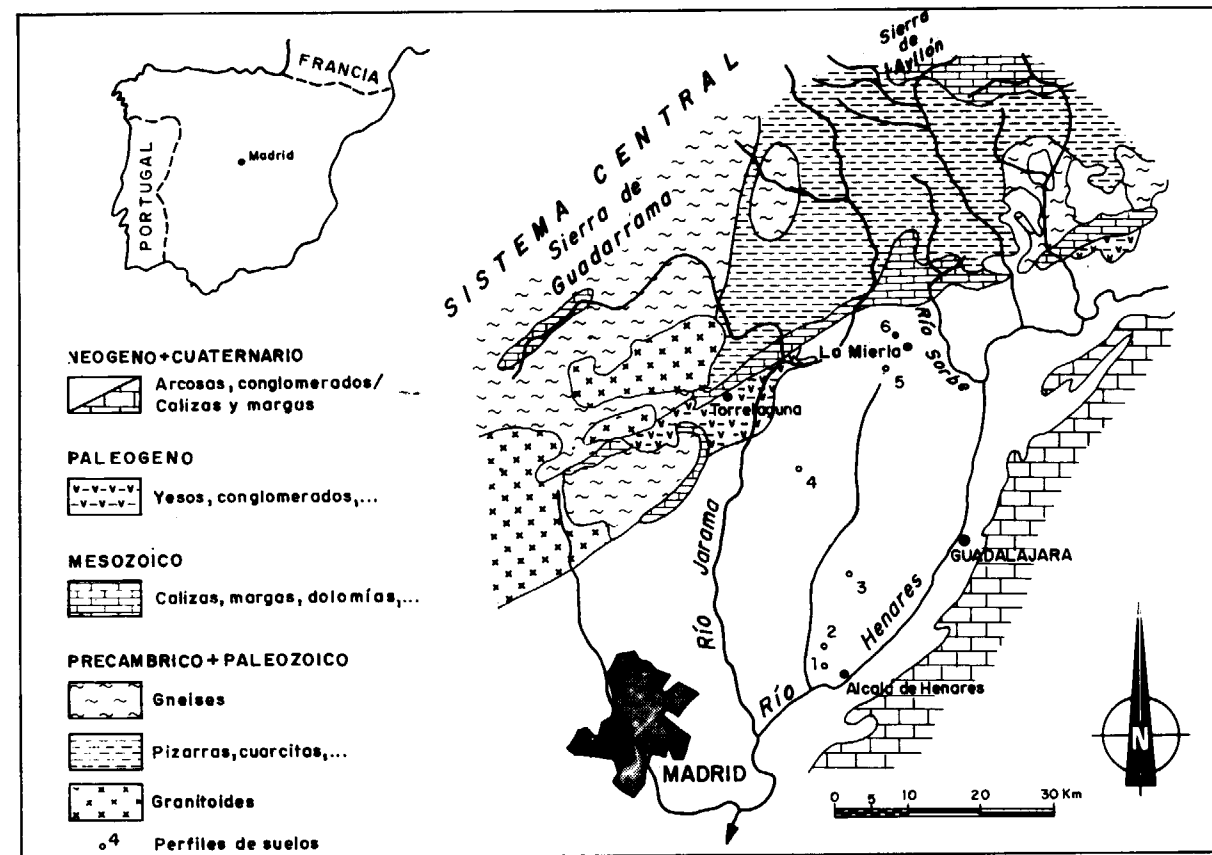 FRANCIA
PORTUGAL
Madrid
NEOGENO+CUATERNARIO
Arcosas, conglomerados/
Calizas y margas
PALEOGENO
Yesos, conglomerados,...
MESOZOICO
Calizas, margas, dolomías,...
PRECAMBRICO+PALEOZOICO
Gneises
Pizarras, cuarcitas,...
Granitoides
4 Perfiles de suelos
SISTEMA CENTRAL
Sierra de
Guadarrama
Sierra
de
Ayllón
6
La Mierla
5
Río Sorbe
Torrelaguna
4
Río Jarama
GUADALAJARA
3
2
1
Río Henares
Alcalá de Henares
MADRID
N
0 5 10 20 30 Km